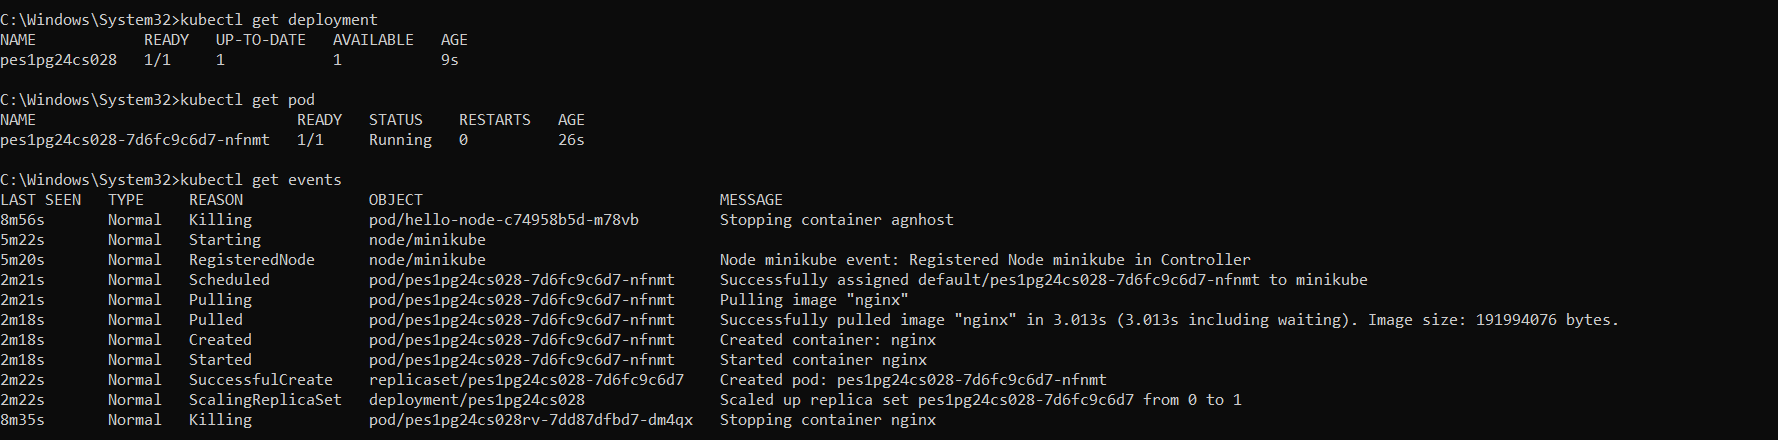 C:\Windows\System32>kubectl get deployment
NAME            READY   UP-TO-DATE   AVAILABLE   AGE
pes1pg24cs028   1/1     1            1           9s
C:\Windows\System32>kubectl get pod
NAME                             READY   STATUS    RESTARTS   AGE
pes1pg24cs028-7d6fc9c6d7-nfnmt   1/1     Running   0          26s
C:\Windows\System32>kubectl get events
LAST SEEN   TYPE     REASON              OBJECT                                 MESSAGE
8m56s       Normal   Killing             pod/hello-node-c74958b5d-m78vb         Stopping container agnhost
5m22s       Normal   Starting            node/minikube
5m20s       Normal   RegisteredNode      node/minikube                          Node minikube event: Registered Node minikube in Controller
2m21s       Normal   Scheduled           pod/pes1pg24cs028-7d6fc9c6d7-nfnmt     Successfully assigned default/pes1pg24cs028-7d6fc9c6d7-nfnmt to minikube
2m21s       Normal   Pulling             pod/pes1pg24cs028-7d6fc9c6d7-nfnmt     Pulling image "nginx"
2m18s       Normal   Pulled              pod/pes1pg24cs028-7d6fc9c6d7-nfnmt     Successfully pulled image "nginx" in 3.013s (3.013s including waiting). Image size: 191994076 bytes.
2m18s       Normal   Created             pod/pes1pg24cs028-7d6fc9c6d7-nfnmt     Created container: nginx
2m18s       Normal   Started             pod/pes1pg24cs028-7d6fc9c6d7-nfnmt     Started container nginx
2m22s       Normal   SuccessfulCreate    replicaset/pes1pg24cs028-7d6fc9c6d7    Created pod: pes1pg24cs028-7d6fc9c6d7-nfnmt
2m22s       Normal   ScalingReplicaSet   deployment/pes1pg24cs028               Scaled up replica set pes1pg24cs028-7d6fc9c6d7 from 0 to 1
8m35s       Normal   Killing             pod/pes1pg24cs028rv-7dd87dfbd7-dm4qx   Stopping container nginx